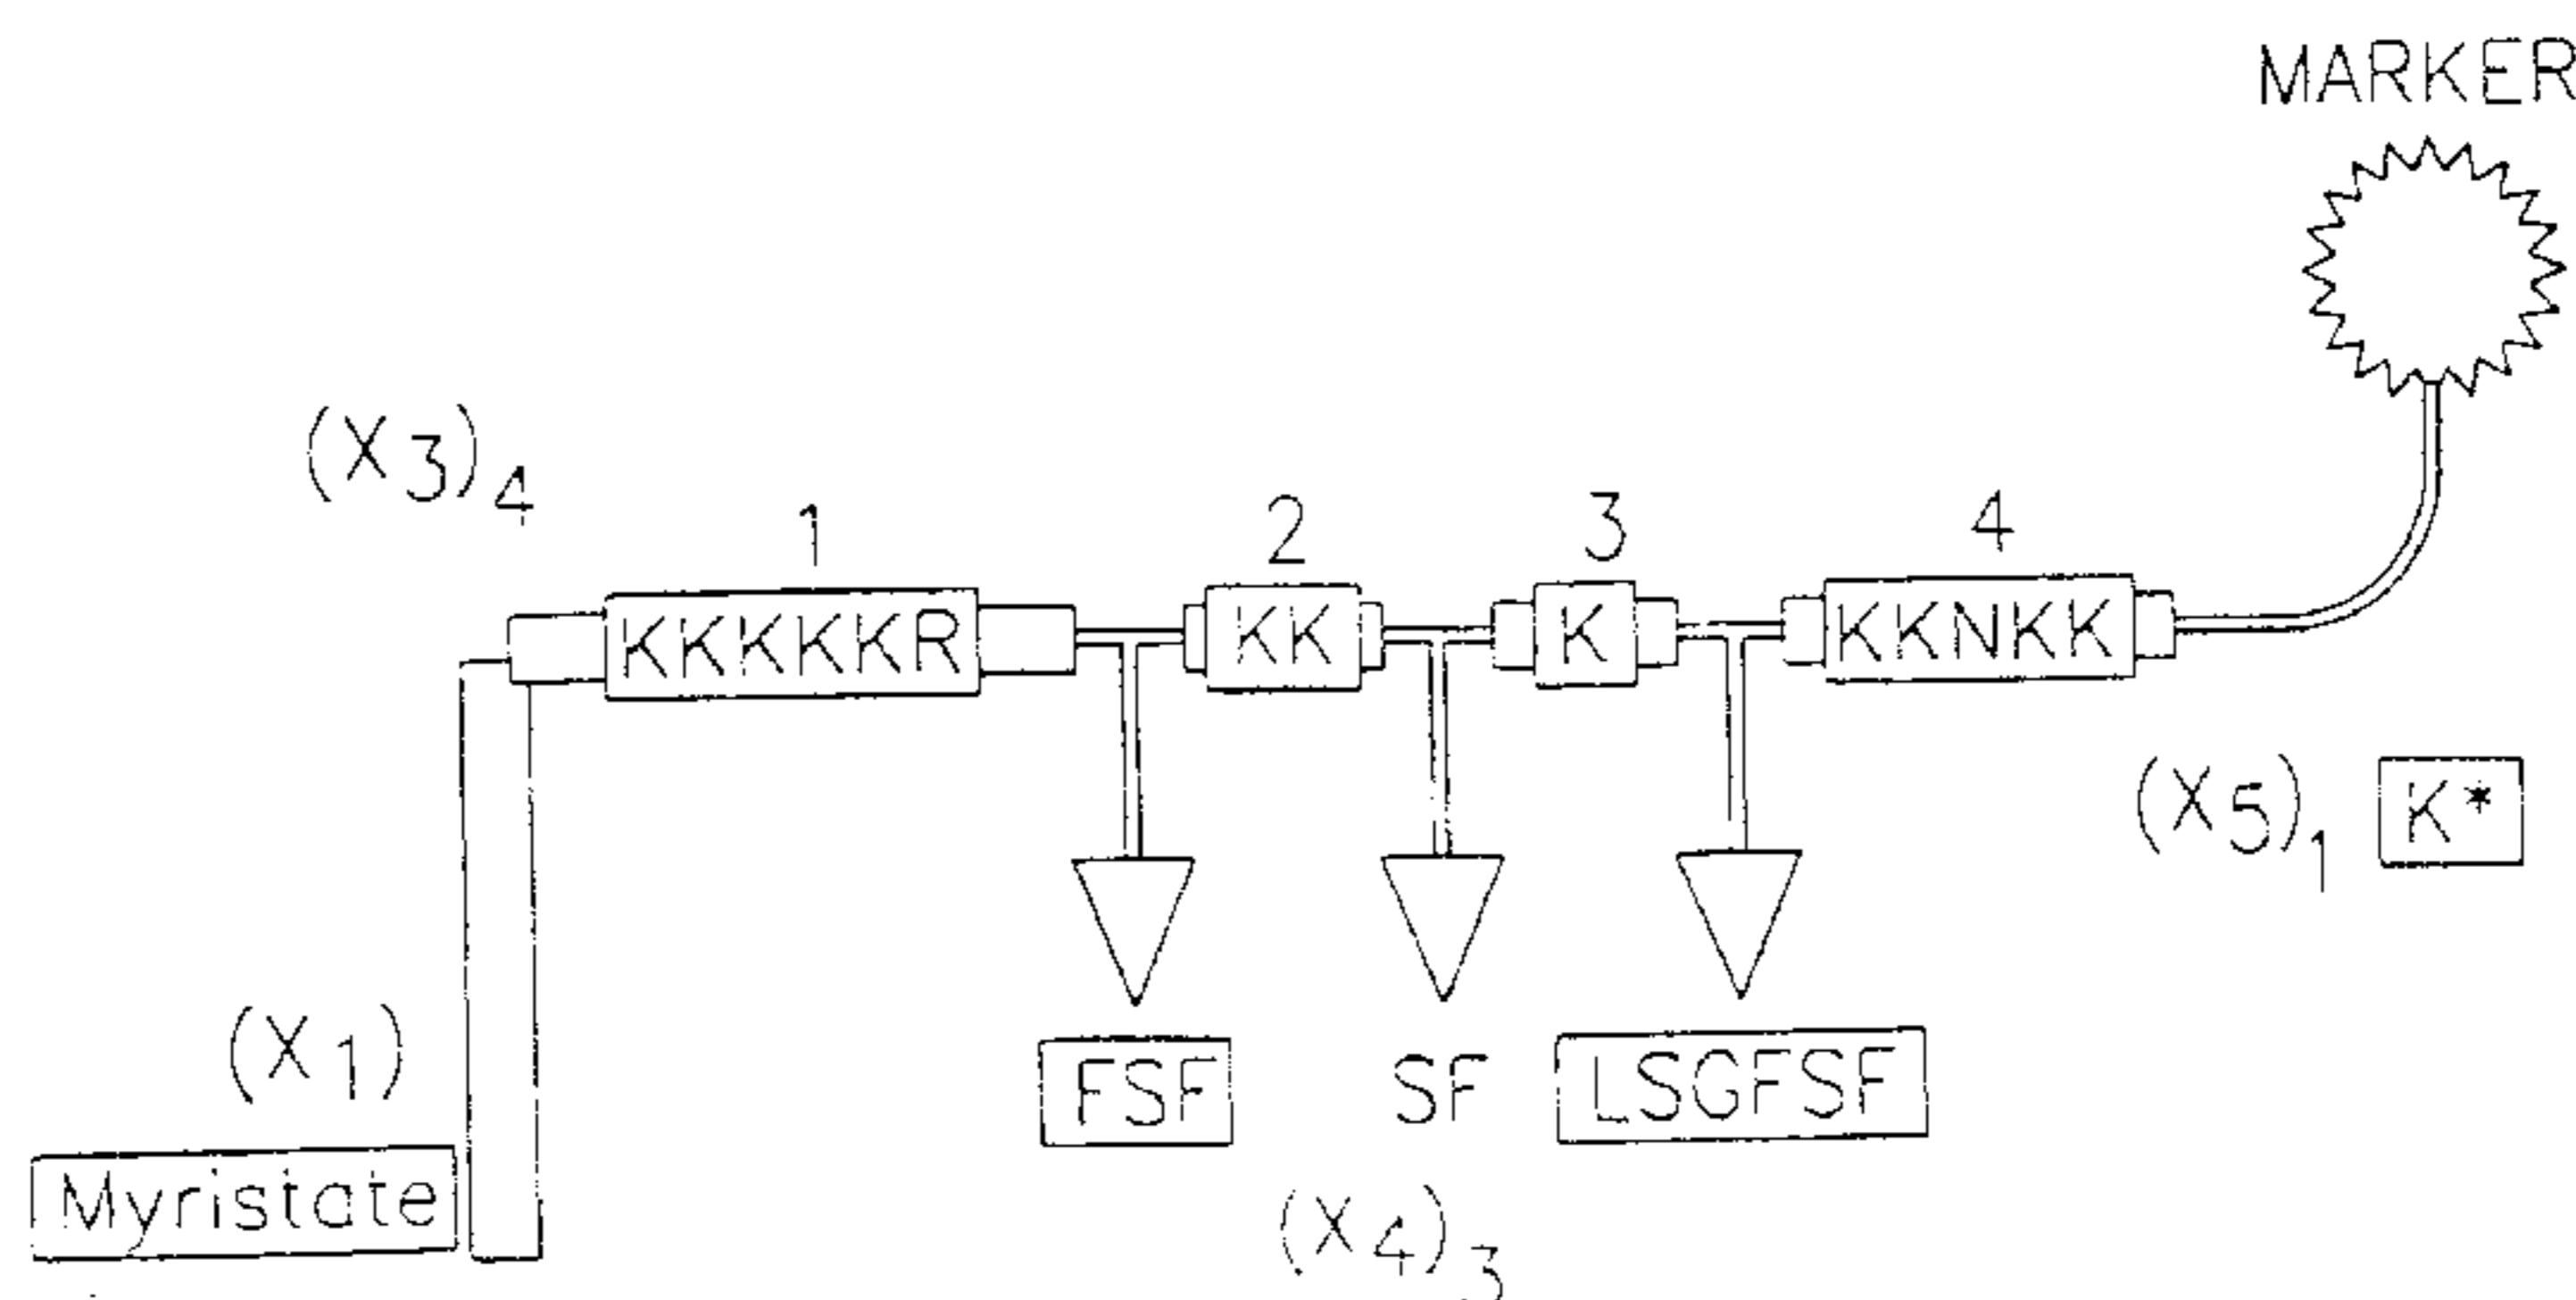 MARKER
(X3)4
1 2 3 4
KKKKKR KK K KKNKK
(X5)1 K*
(X1)
FSF SF LSGFSF
Myristate
(X4)3